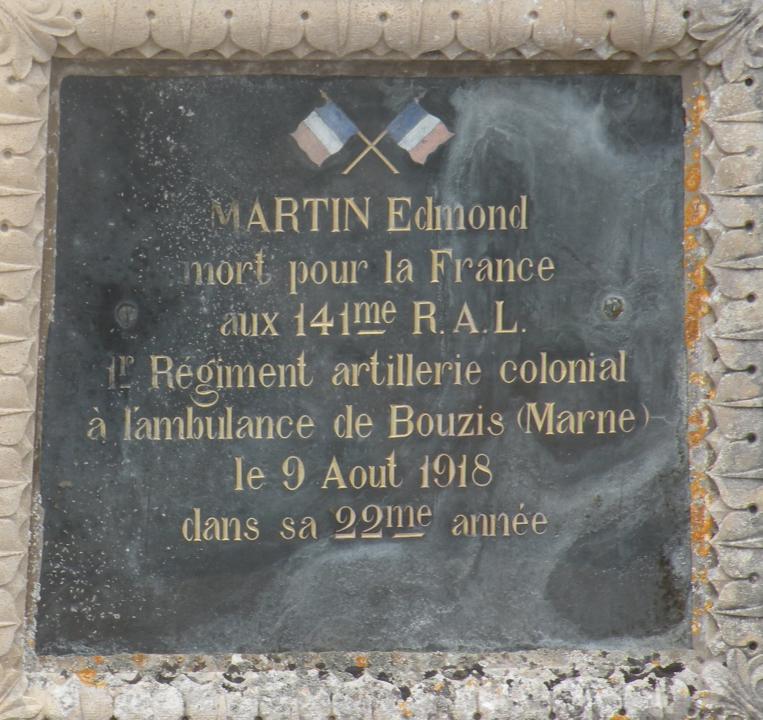 MARTIN Edmond
mort pour la France
aux 141me R.A.L.
1r Régiment artillerie colonial
à l'ambulance de Bouzis (Marne)
le 9 Aout 1918
dans sa 22me année